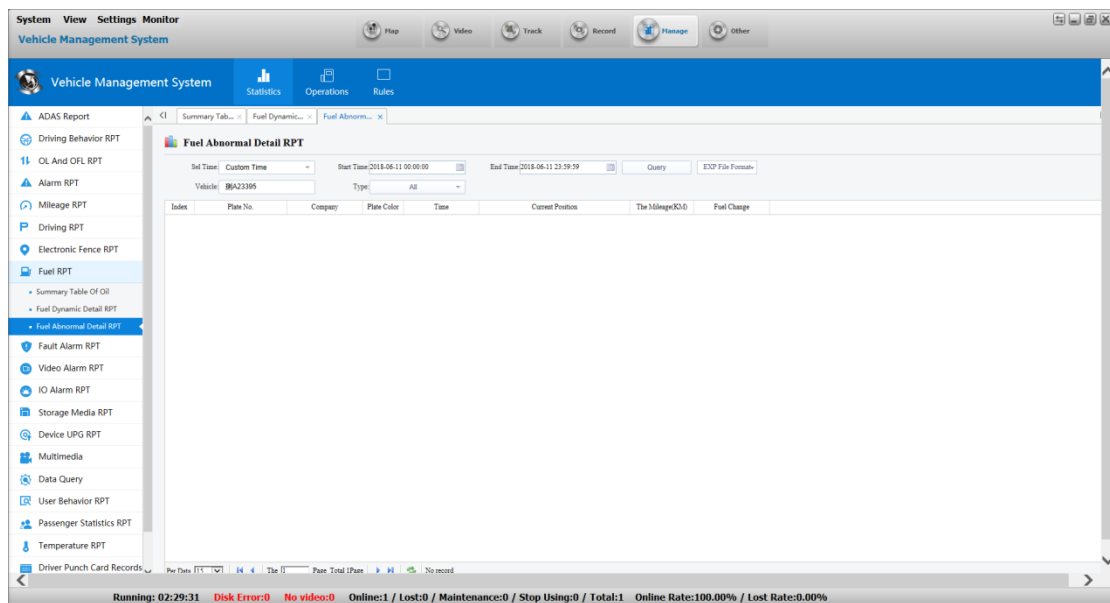 System View Settings Monitor
Vehicle Management System
Map Video Track Record Manage Other
Vehicle Management System
Statistics Operations Rules
Summary Tab... × Fuel Dynamic... × Fuel Abnorm... ×
Fuel Abnormal Detail RPT
Sel Time: Custom Time Start Time: 2018-06-11 00:00:00 End Time: 2018-06-11 23:59:59 Query EXP File Format
Vehicle: A23395 Type: All
Index Plate No. Company Plate Color Time Current Position The Mileage(KM) Fuel Change
ADAS Report
Driving Behavior RPT
OL And OFL RPT
Alarm RPT
Mileage RPT
Driving RPT
Electronic Fence RPT
Fuel RPT
Summary Table Of Oil
Fuel Dynamic Detail RPT
Fuel Abnormal Detail RPT
Fault Alarm RPT
Video Alarm RPT
IO Alarm RPT
Storage Media RPT
Device UPG RPT
Multimedia
Data Query
User Behavior RPT
Passenger Statistics RPT
Temperature RPT
Driver Punch Card Records
Per Data 15 The 1 Page Total 1Page No record
Running: 02:29:31 Disk Error:0 No video:0 Online:1 / Lost:0 / Maintenance:0 / Stop Using:0 / Total:1 Online Rate:100.00% / Lost Rate:0.00%